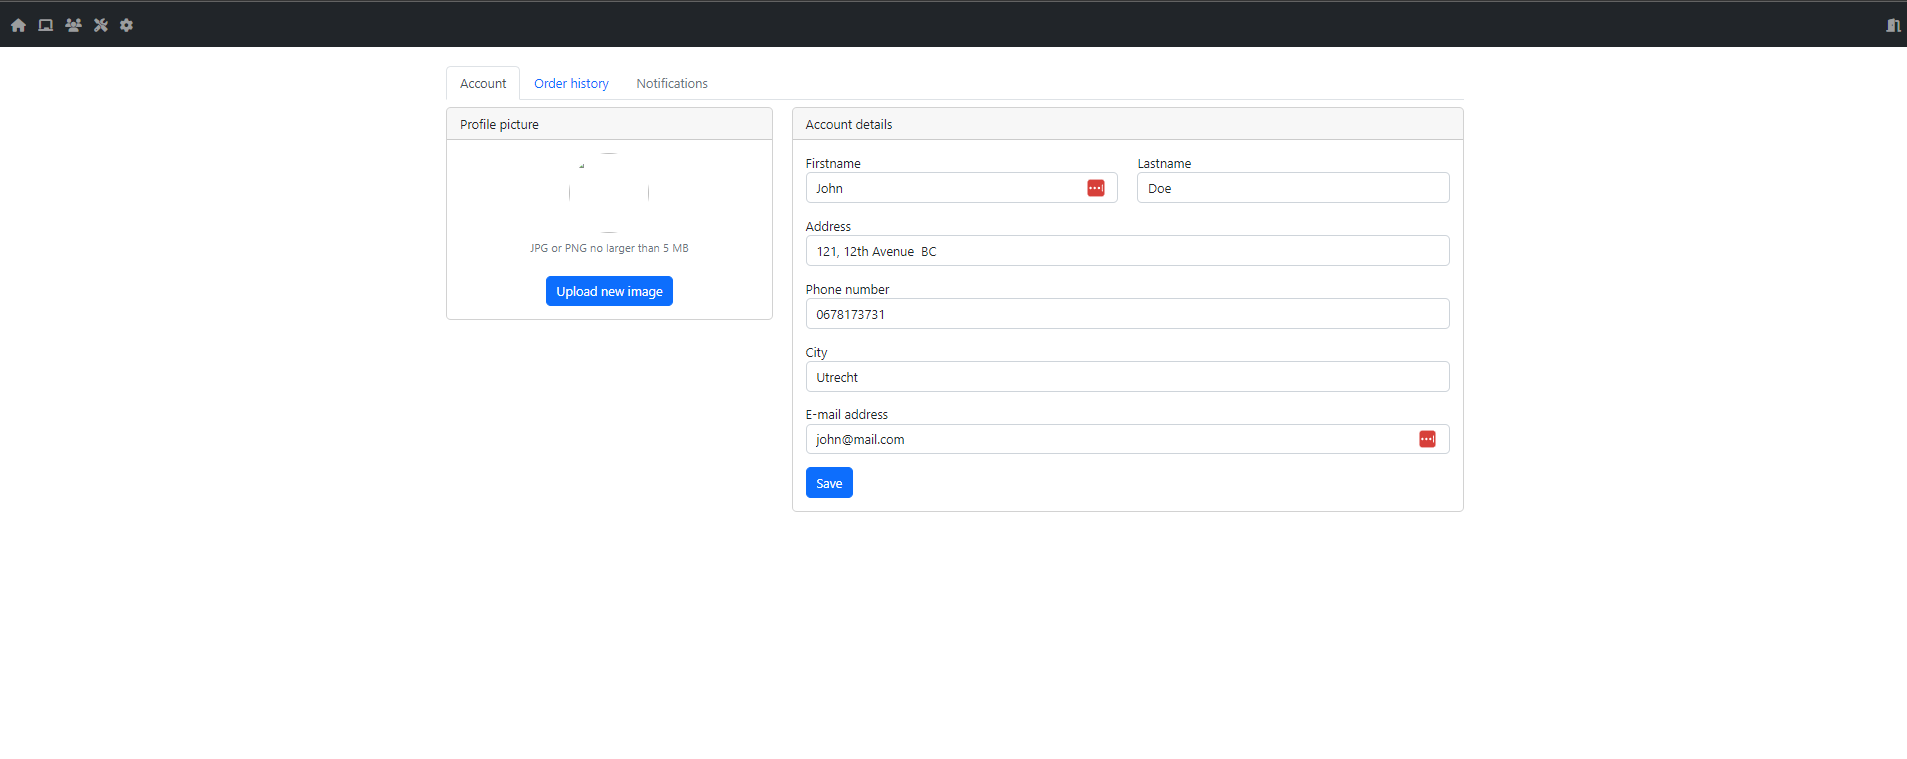 Account Order history Notifications
Profile picture
JPG or PNG no larger than 5 MB
Upload new image
Account details
Firstname Lastname
John Doe
Address
121, 12th Avenue  BC
Phone number
0678173731
City
Utrecht
E-mail address
john@mail.com
Save